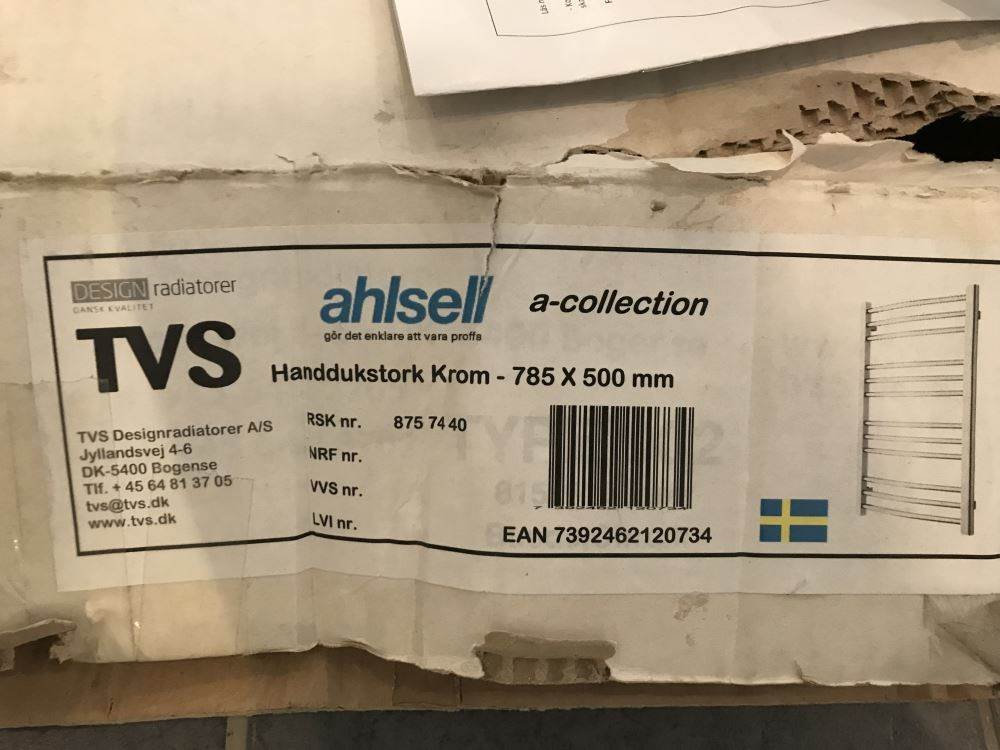 DESIGN radiatorer
DANSK KVALITET
TVS
TVS Designradiatorer A/S
Jyllandsvej 4-6
DK-5400 Bogense
Tlf. + 45 64 81 37 05
tvs@tvs.dk
www.tvs.dk
ahlsell
gör det enklare att vara proffs
a-collection
Handdukstork Krom - 785 X 500 mm
RSK nr. 875 74 40
NRF nr.
VVS nr.
LVI nr.
EAN 7392462120734